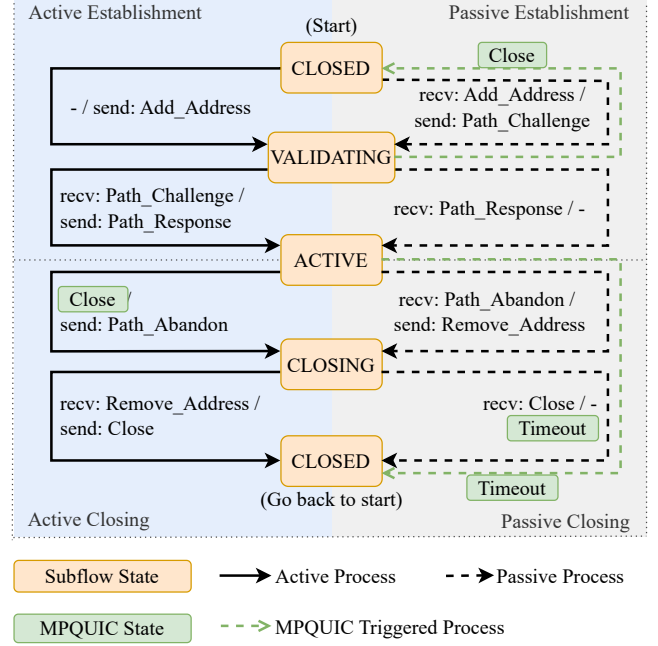 Active Establishment
Passive Establishment
(Start)
Close
CLOSED
- / send: Add_Address
recv: Add_Address /
send: Path_Challenge
VALIDATING
recv: Path_Challenge /
send: Path_Response
recv: Path_Response / -
ACTIVE
Close /
send: Path_Abandon
recv: Path_Abandon /
send: Remove_Address
CLOSING
recv: Remove_Address /
send: Close
recv: Close / -
Timeout
CLOSED
(Go back to start)
Timeout
Active Closing
Passive Closing
Subflow State
Active Process
Passive Process
MPQUIC State
MPQUIC Triggered Process